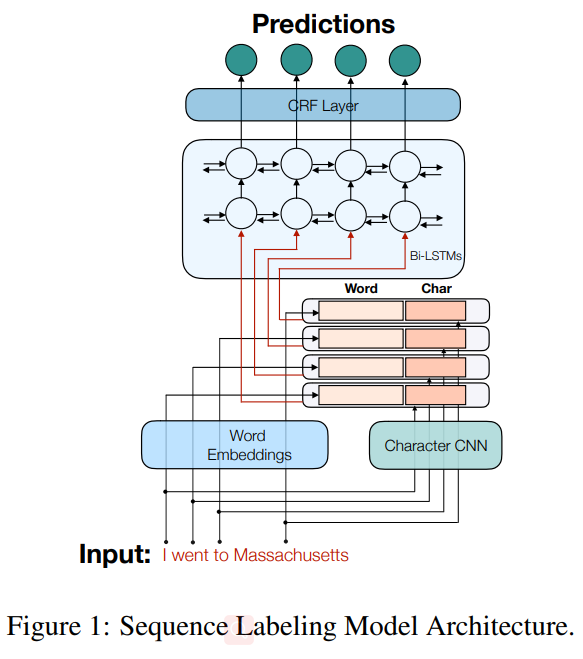 Predictions
CRF Layer
Bi-LSTMs
Word Char
Word
Embeddings
Character CNN
Input: I went to Massachusetts
Figure 1: Sequence Labeling Model Architecture.